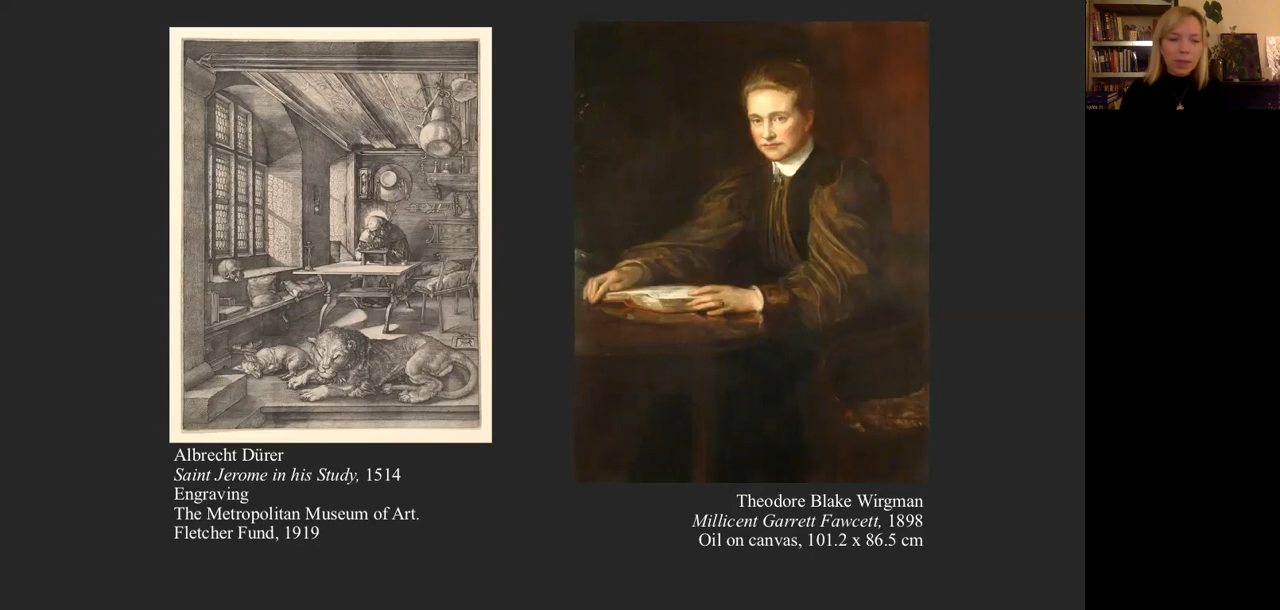 Albrecht Dürer
Saint Jerome in his Study, 1514
Engraving
The Metropolitan Museum of Art.
Fletcher Fund, 1919
Theodore Blake Wirgman
Millicent Garrett Fawcett, 1898
Oil on canvas, 101.2 x 86.5 cm